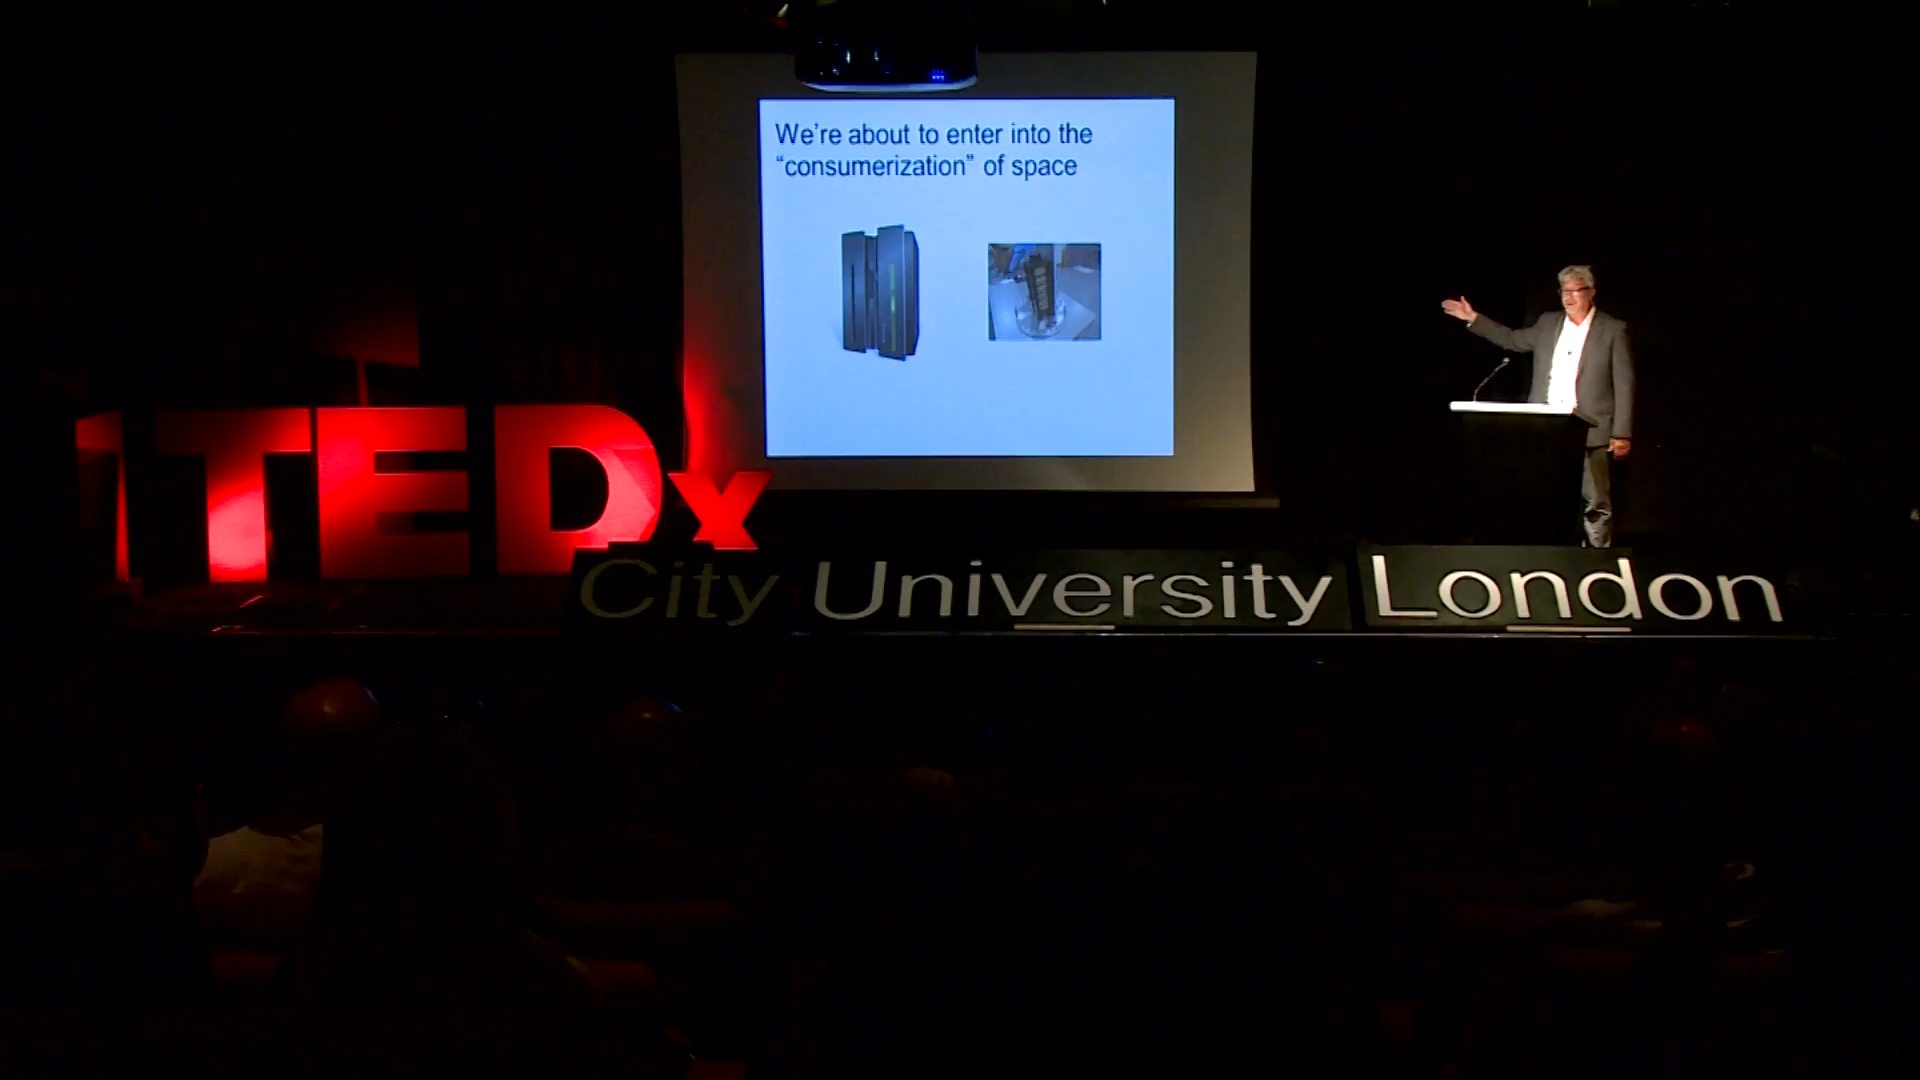 We're about to enter into the
“consumerization” of space
TEDx
City University London